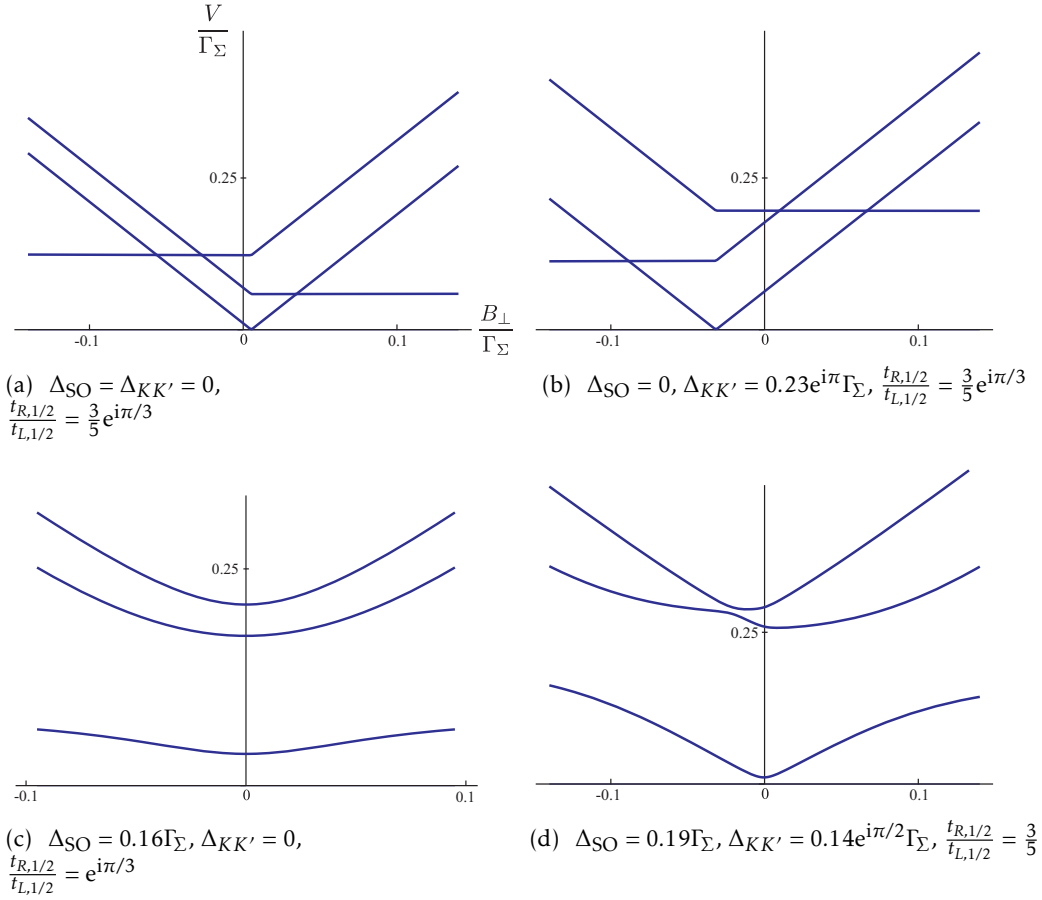 V
Γ_Σ
0.25
-0.1
0
0.1
B_⊥
Γ_Σ
0.25
-0.1
0
0.1
(a) Δ_SO = Δ_KK′ = 0,
t_R,1/2 / t_L,1/2 = 3/5 e^iπ/3
(b) Δ_SO = 0, Δ_KK′ = 0.23e^iπ Γ_Σ, t_R,1/2 / t_L,1/2 = 3/5 e^iπ/3
0.25
-0.1
0
0.1
0.25
-0.1
0
0.1
(c) Δ_SO = 0.16Γ_Σ, Δ_KK′ = 0,
t_R,1/2 / t_L,1/2 = e^iπ/3
(d) Δ_SO = 0.19Γ_Σ, Δ_KK′ = 0.14e^iπ/2 Γ_Σ, t_R,1/2 / t_L,1/2 = 3/5